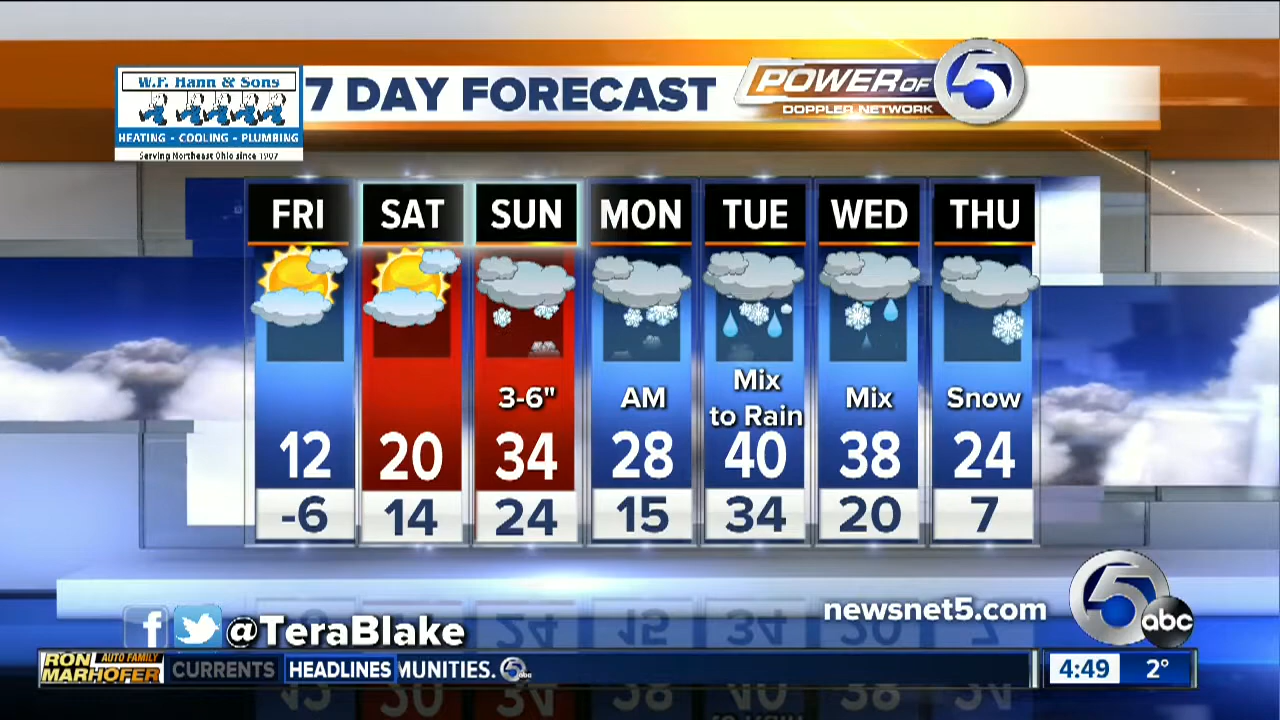 W.F. Hann & Sons
HEATING - COOLING - PLUMBING
Serving Northeast Ohio since 1907
7 DAY FORECAST
POWER OF 5
DOPPLER NETWORK
FRI SAT SUN MON TUE WED THU
3-6" AM Mix to Rain Mix Snow
12 20 34 28 40 38 24
-6 14 24 15 34 20 7
newsnet5.com
5 abc
f @TeraBlake
RON MARHOFER AUTO FAMILY
CURRENTS HEADLINES MUNITIES. 5 abc
4:49 2°